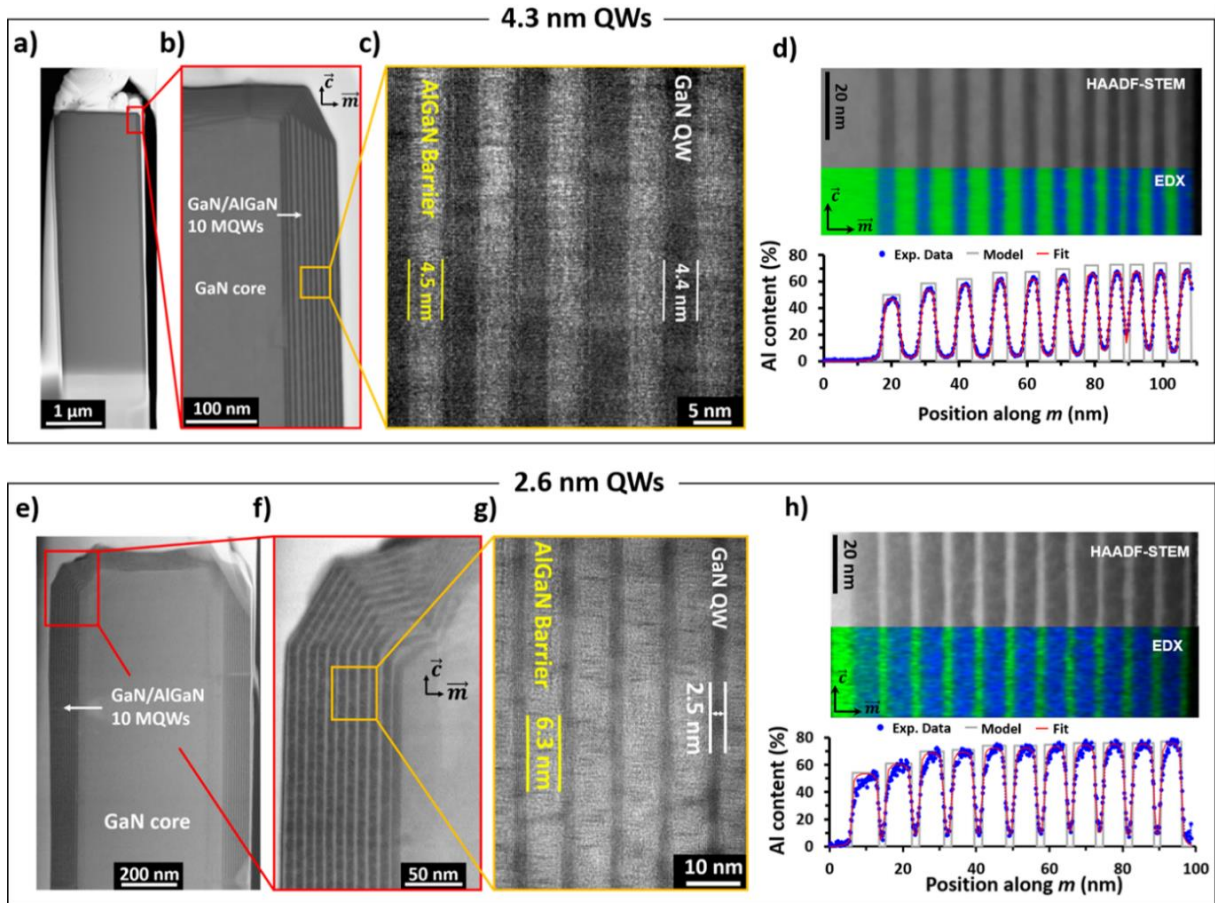 4.3 nm QWs
a)
b)
c)
d)
c
m
GaN/AlGaN
10 MQWs
GaN core
1 µm
100 nm
AlGaN Barrier
4.5 nm
GaN QW
4.4 nm
5 nm
20 nm
HAADF-STEM
EDX
c
m
Exp. Data
Model
Fit
Al content (%)
80
60
40
20
0
0 20 40 60 80 100
Position along m (nm)
2.6 nm QWs
e)
f)
g)
h)
GaN/AlGaN
10 MQWs
GaN core
200 nm
c
m
50 nm
AlGaN Barrier
6.3 nm
GaN QW
2.5 nm
10 nm
20 nm
HAADF-STEM
EDX
c
m
Exp. Data
Model
Fit
Al content (%)
80
60
40
20
0
0 20 40 60 80 100
Position along m (nm)